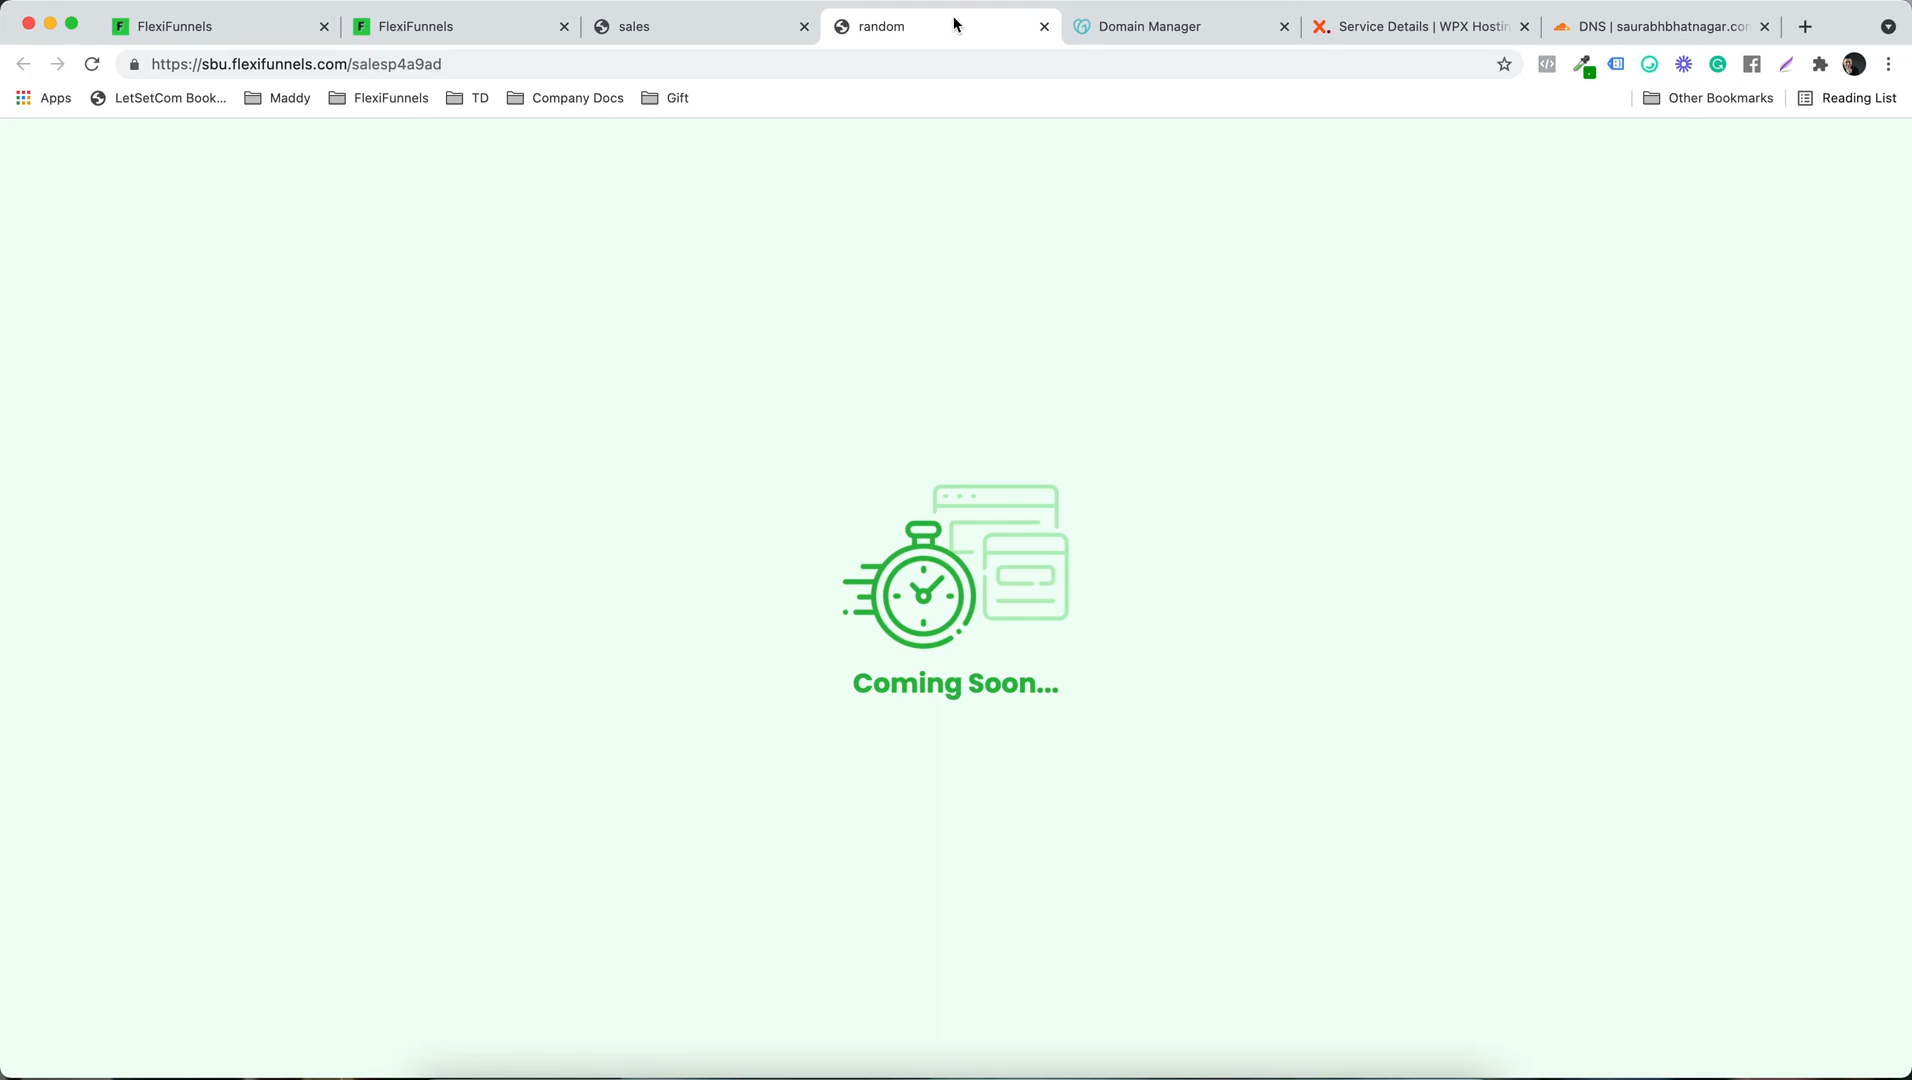 FlexiFunnels
FlexiFunnels
sales
random
Domain Manager
Service Details | WPX Hostin
DNS | saurabhbhatnagar.co
https://sbu.flexifunnels.com/salesp4a9ad
Apps
LetSetCom Book...
Maddy
FlexiFunnels
TD
Company Docs
Gift
Other Bookmarks
Reading List
Coming Soon...